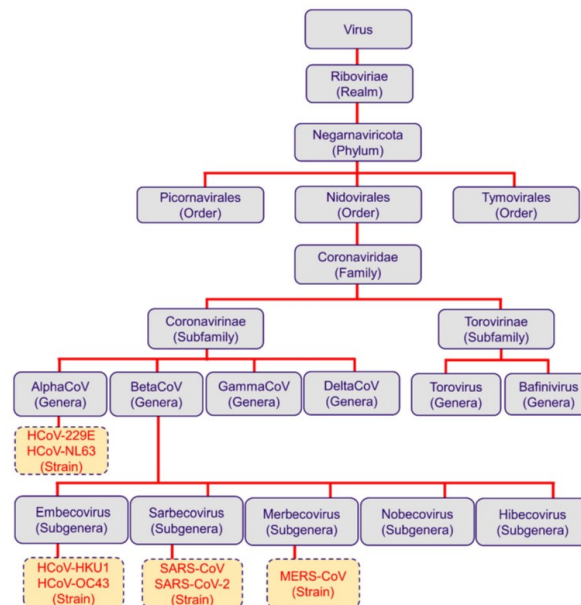 Virus
Riboviriae
(Realm)
Negarnaviricota
(Phylum)
Picornavirales
(Order)
Nidovirales
(Order)
Tymovirales
(Order)
Coronaviridae
(Family)
Coronavirinae
(Subfamily)
Torovirinae
(Subfamily)
AlphaCoV
(Genera)
BetaCoV
(Genera)
GammaCoV
(Genera)
DeltaCoV
(Genera)
Torovirus
(Genera)
Bafinivirus
(Genera)
HCoV-229E
HCoV-NL63
(Strain)
Embecovirus
(Subgenera)
Sarbecovirus
(Subgenera)
Merbecovirus
(Subgenera)
Nobecovirus
(Subgenera)
Hibecovirus
(Subgenera)
HCoV-HKU1
HCoV-OC43
(Strain)
SARS-CoV
SARS-CoV-2
(Strain)
MERS-CoV
(Strain)